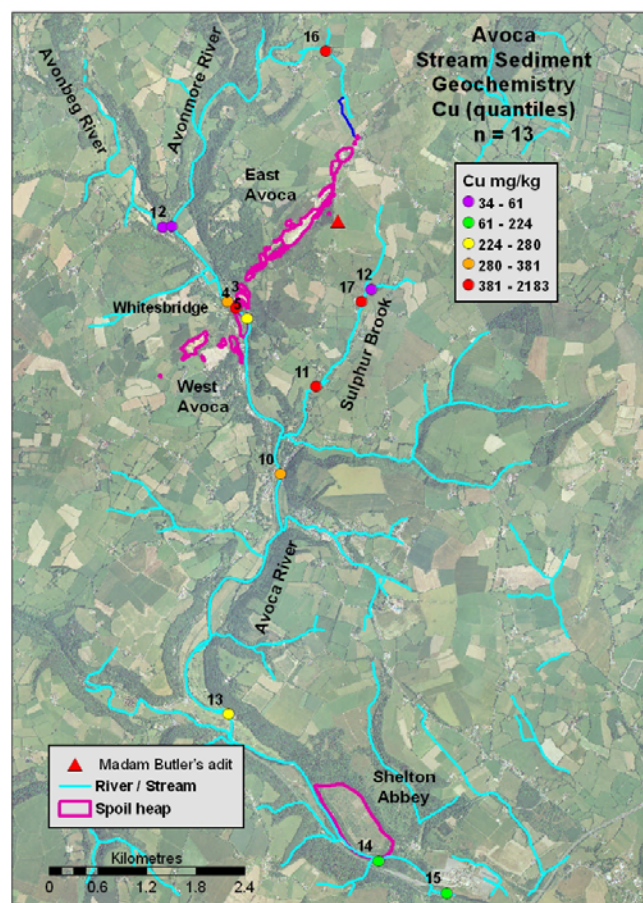 Avoca
Stream Sediment
Geochemistry
Cu (quantiles)
n = 13
16
Avonbeg River
Avonmore River
Cu mg/kg
34 - 61
61 - 224
224 - 280
280 - 381
381 - 2183
East
Avoca
12
12
17
Whitesbridge
4
3
5
Sulphur Brook
West
Avoca
11
10
Avoca River
13
Madam Butler's adit
River / Stream
Spoil heap
Shelton
Abbey
14
15
Kilometres
0 0.6 1.2 1.8 2.4